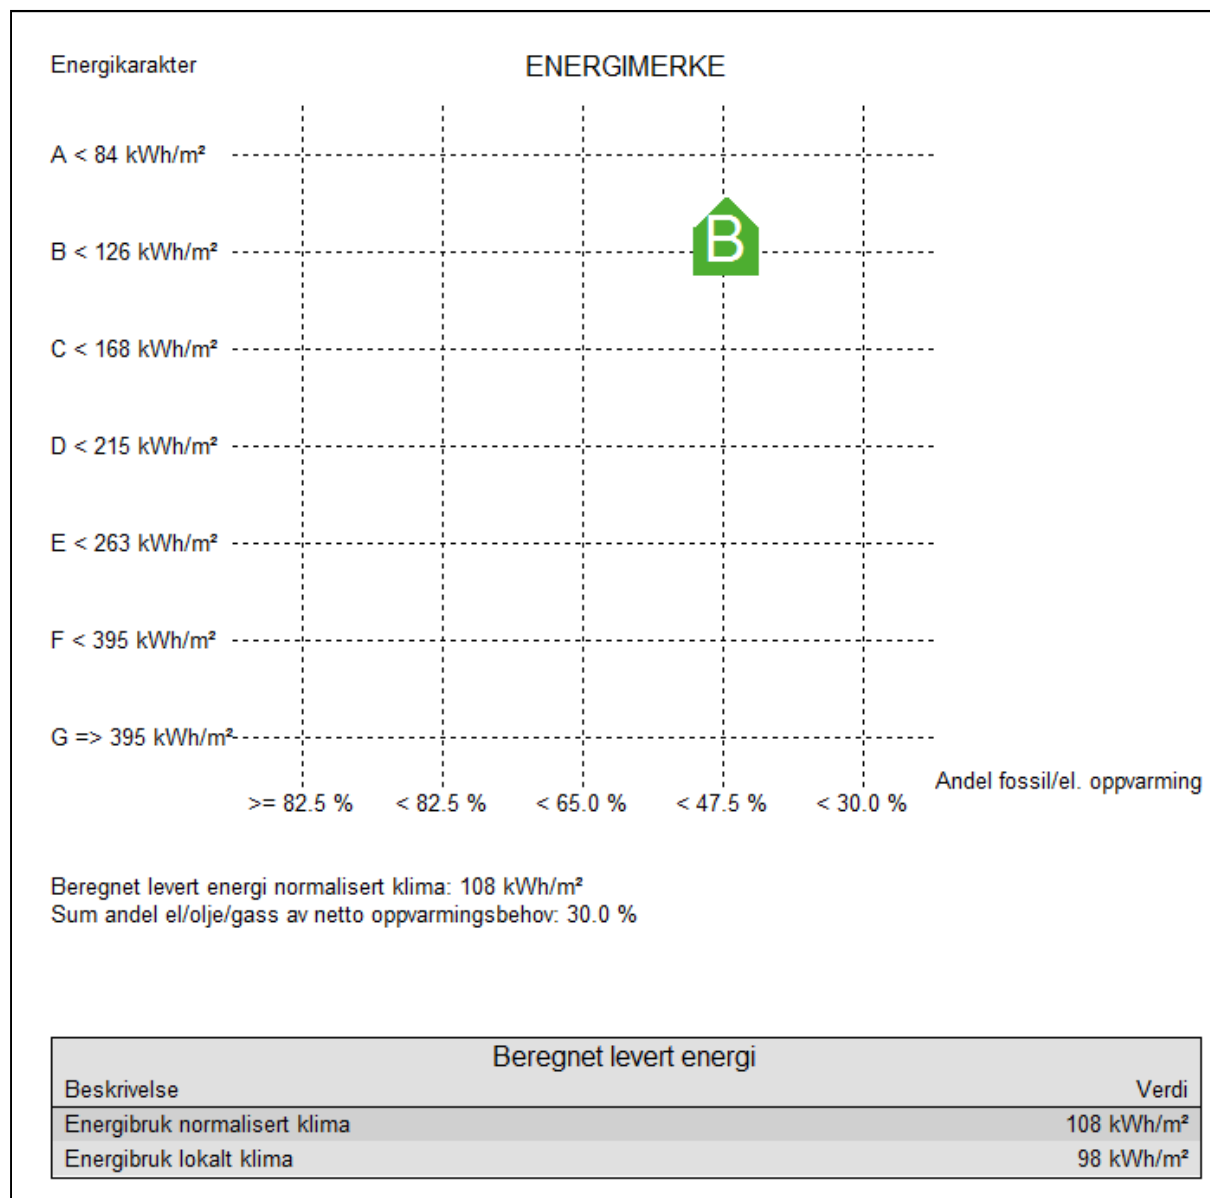 Energikarakter
ENERGIMERKE
A < 84 kWh/m²
B < 126 kWh/m²
B
C < 168 kWh/m²
D < 215 kWh/m²
E < 263 kWh/m²
F < 395 kWh/m²
G => 395 kWh/m²
Andel fossil/el. oppvarming
>= 82.5 % < 82.5 % < 65.0 % < 47.5 % < 30.0 %
Beregnet levert energi normalisert klima: 108 kWh/m²
Sum andel el/olje/gass av netto oppvarmingsbehov: 30.0 %
Beregnet levert energi
Beskrivelse Verdi
Energibruk normalisert klima 108 kWh/m²
Energibruk lokalt klima 98 kWh/m²